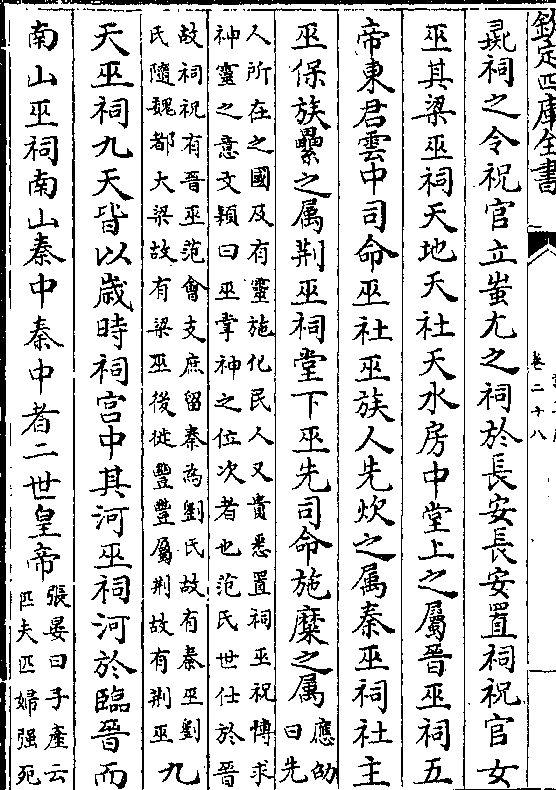 欽定四庫全書
卷二十八
毚祠之令祝官立蚩尤之祠於長安長安置祠祝官女
巫其梁巫祠天地天社天水房中堂上之屬晉巫祠五
帝東君雲中司命巫社巫族人先炊之属秦巫祠社主
巫保族纍之属荆巫祠堂下巫先司命施糜之属
應劭
曰先
人所在之國及有靈施化民人又貴悉置祠巫祝博求
神靈之意文穎曰巫掌神之位次者也范氏世仕於晉
故祠祝有晉巫范會支庶留秦為劉氏故有秦巫劉
氏隨魏都大梁故有梁巫後徙豐豐屬荆故有荆巫
九
天巫祠九天皆以歲時祠宫中其河巫祠河於臨晉而
南山巫祠南山秦中秦中者二世皇帝
張晏曰子產云
匹夫匹婦强死